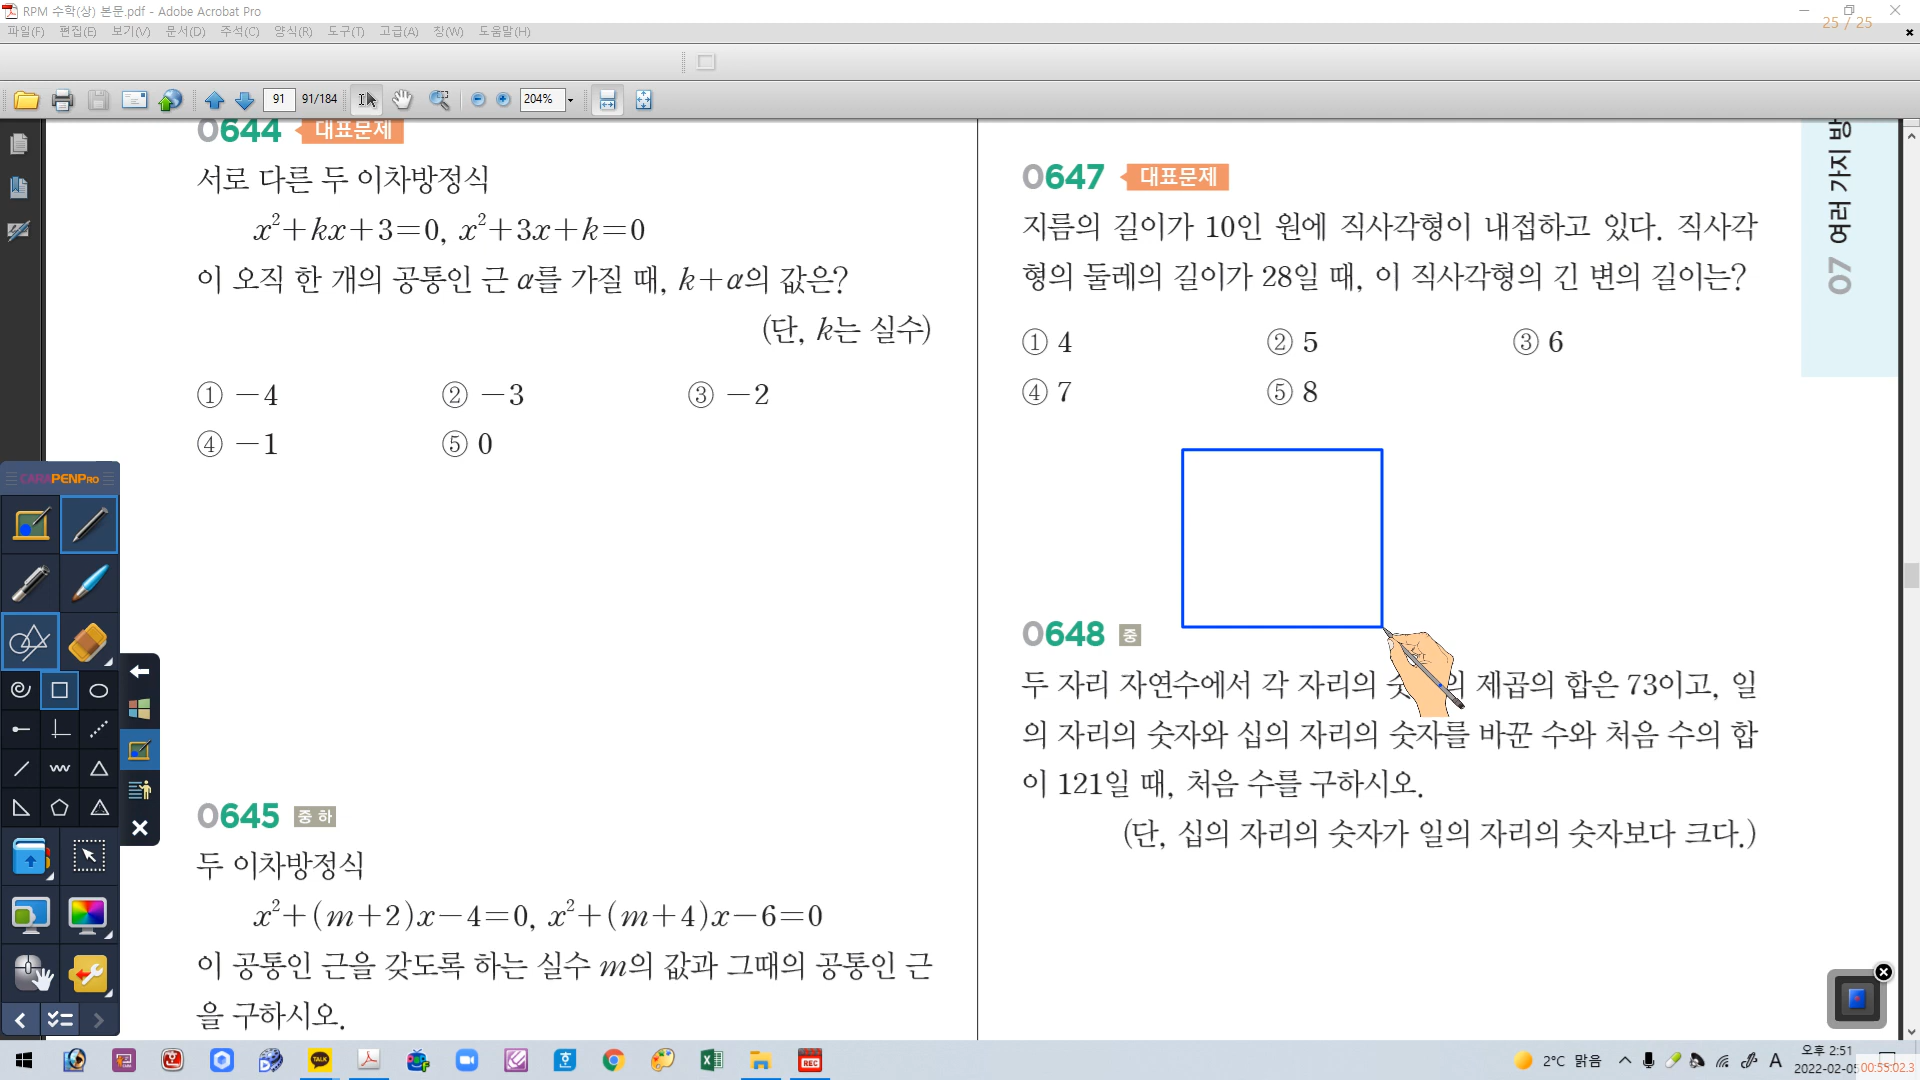 RPM 수학(상) 본문.pdf - Adobe Acrobat Pro
25 / 25
파일(F) 편집(E) 보기(V) 문서(D) 주석(C) 양식(R) 도구(T) 고급(A) 창(W) 도움말(H)
91 91/184 204%
0644 대표문제
서로 다른 두 이차방정식
x²+kx+3=0, x²+3x+k=0
이 오직 한 개의 공통인 근 α를 가질 때, k+α의 값은?
(단, k는 실수)
① -4 ② -3 ③ -2
④ -1 ⑤ 0
0645 중 하
두 이차방정식
x²+(m+2)x-4=0, x²+(m+4)x-6=0
이 공통인 근을 갖도록 하는 실수 m의 값과 그때의 공통인 근
을 구하시오.
0647 대표문제
지름의 길이가 10인 원에 직사각형이 내접하고 있다. 직사각
형의 둘레의 길이가 28일 때, 이 직사각형의 긴 변의 길이는?
① 4 ② 5 ③ 6
④ 7 ⑤ 8
0648 중
두 자리 자연수에서 각 자리의 의 제곱의 합은 73이고, 일
의 자리의 숫자와 십의 자리의 숫자를 바꾼 수와 처음 수의 합
이 121일 때, 처음 수를 구하시오.
(단, 십의 자리의 숫자가 일의 자리의 숫자보다 크다.)
07 여러 가지 방
PENPRO
TALK
REC
2°C 맑음
A
오후 2:51
2022-02-05
00:55:02.3